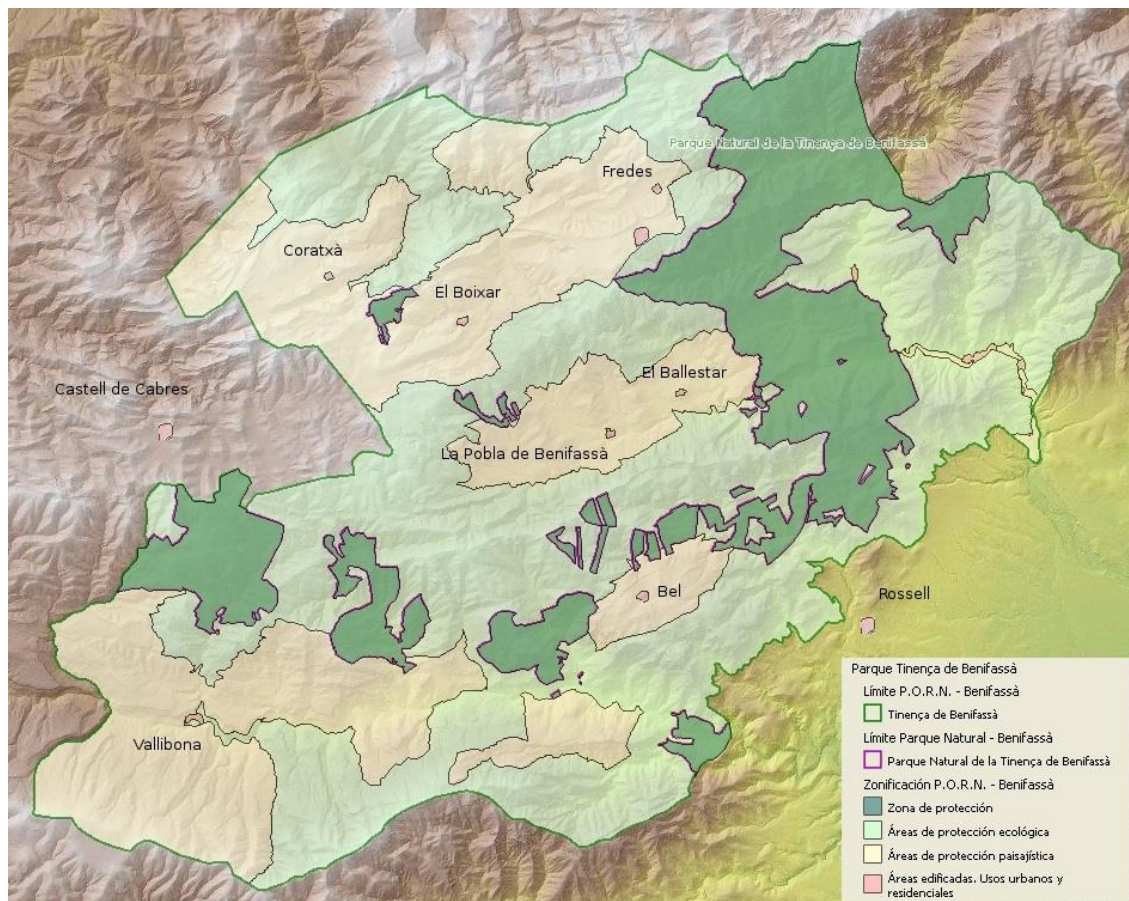 Parque Natural de la Tinença de Benifassà
Fredes
Coratxà
El Boixar
El Ballestar
Castell de Cabres
La Pobla de Benifassà
Bel
Rossell
Vallibona
Parque Tinença de Benifassà
Límite P.O.R.N. - Benifassà
Tinença de Benifassà
Límite Parque Natural - Benifassà
Parque Natural de la Tinença de Benifassà
Zonificación P.O.R.N. - Benifassà
Zona de protección
Áreas de protección ecológica
Áreas de protección paisajística
Áreas edificadas. Usos urbanos y
residenciales